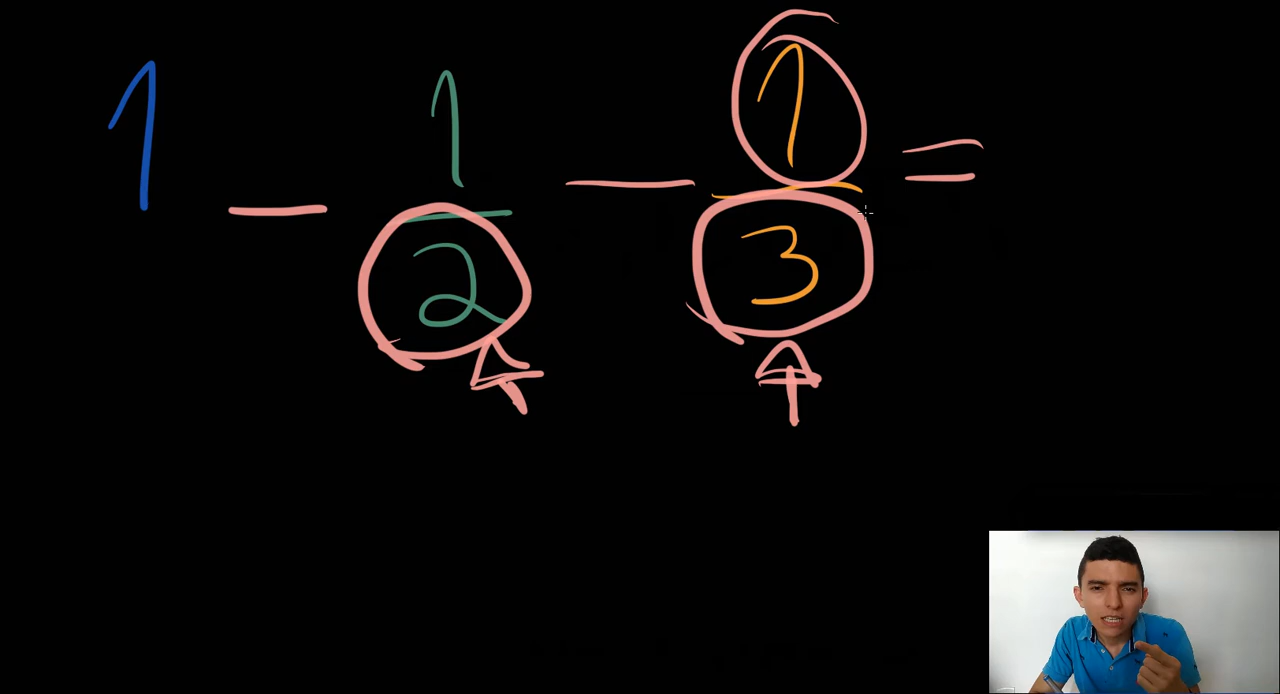 1 - 1/2 - 1/3 =